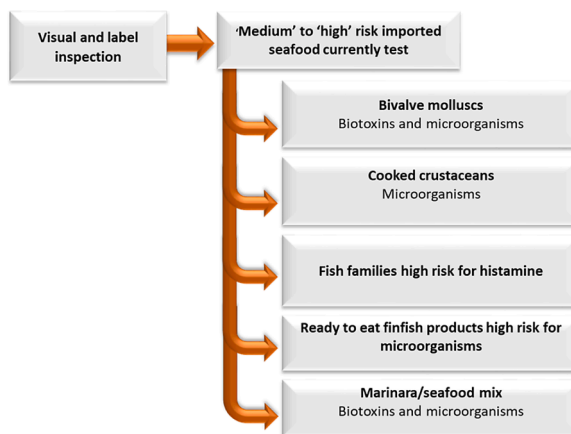 Visual and label
inspection
‘Medium’ to ‘high’ risk imported
seafood currently test
Bivalve molluscs
Biotoxins and microorganisms
Cooked crustaceans
Microorganisms
Fish families high risk for histamine
Ready to eat finfish products high risk for
microorganisms
Marinara/seafood mix
Biotoxins and microorganisms